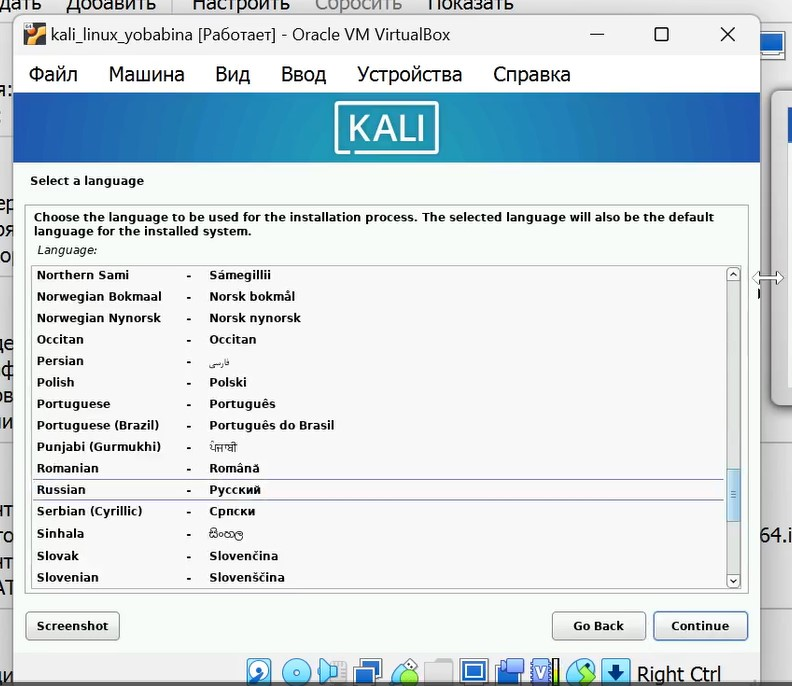 Добавить Настроить Сбросить Показать
kali_linux_yobabina [Работает] - Oracle VM VirtualBox
Файл Машина Вид Ввод Устройства Справка
KALI
Select a language
Choose the language to be used for the installation process. The selected language will also be the default
language for the installed system.
Language:
Northern Sami - Sámegillii
Norwegian Bokmaal - Norsk bokmål
Norwegian Nynorsk - Norsk nynorsk
Occitan - Occitan
Persian - فارسی
Polish - Polski
Portuguese - Português
Portuguese (Brazil) - Português do Brasil
Punjabi (Gurmukhi) - ਪੰਜਾਬੀ
Romanian - Română
Russian - Русский
Serbian (Cyrillic) - Српски
Sinhala - සිංහල
Slovak - Slovenčina
Slovenian - Slovenščina
64.i
Screenshot Go Back Continue
Right Ctrl